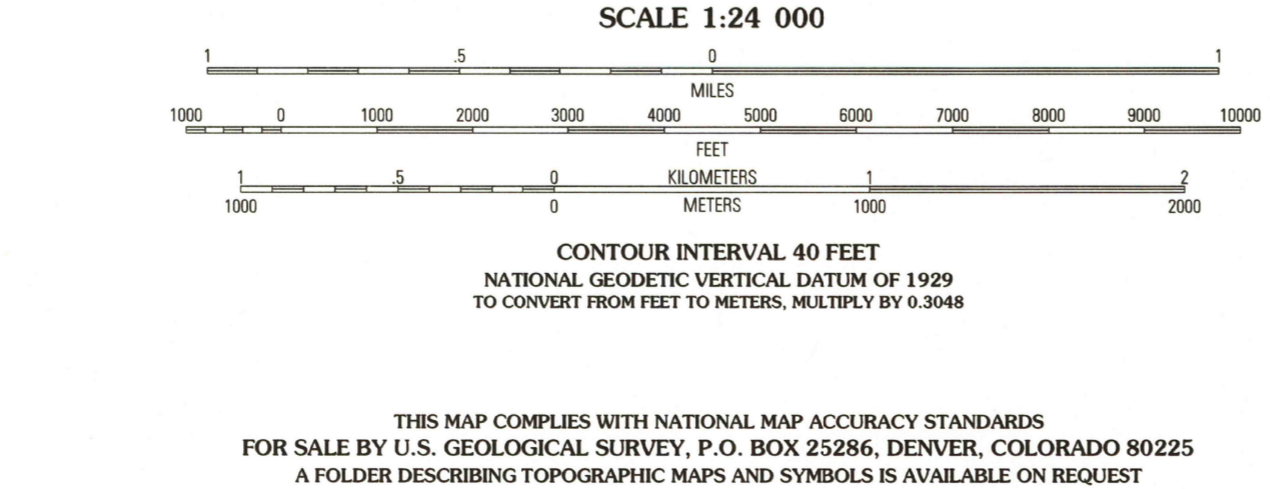 SCALE 1:24 000
1 .5 0 1
MILES
1000 0 1000 2000 3000 4000 5000 6000 7000 8000 9000 10000
FEET
1 .5 0 KILOMETERS 1 2
1000 0 METERS 1000 2000
CONTOUR INTERVAL 40 FEET
NATIONAL GEODETIC VERTICAL DATUM OF 1929
TO CONVERT FROM FEET TO METERS, MULTIPLY BY 0.3048
THIS MAP COMPLIES WITH NATIONAL MAP ACCURACY STANDARDS
FOR SALE BY U.S. GEOLOGICAL SURVEY, P.O. BOX 25286, DENVER, COLORADO 80225
A FOLDER DESCRIBING TOPOGRAPHIC MAPS AND SYMBOLS IS AVAILABLE ON REQUEST